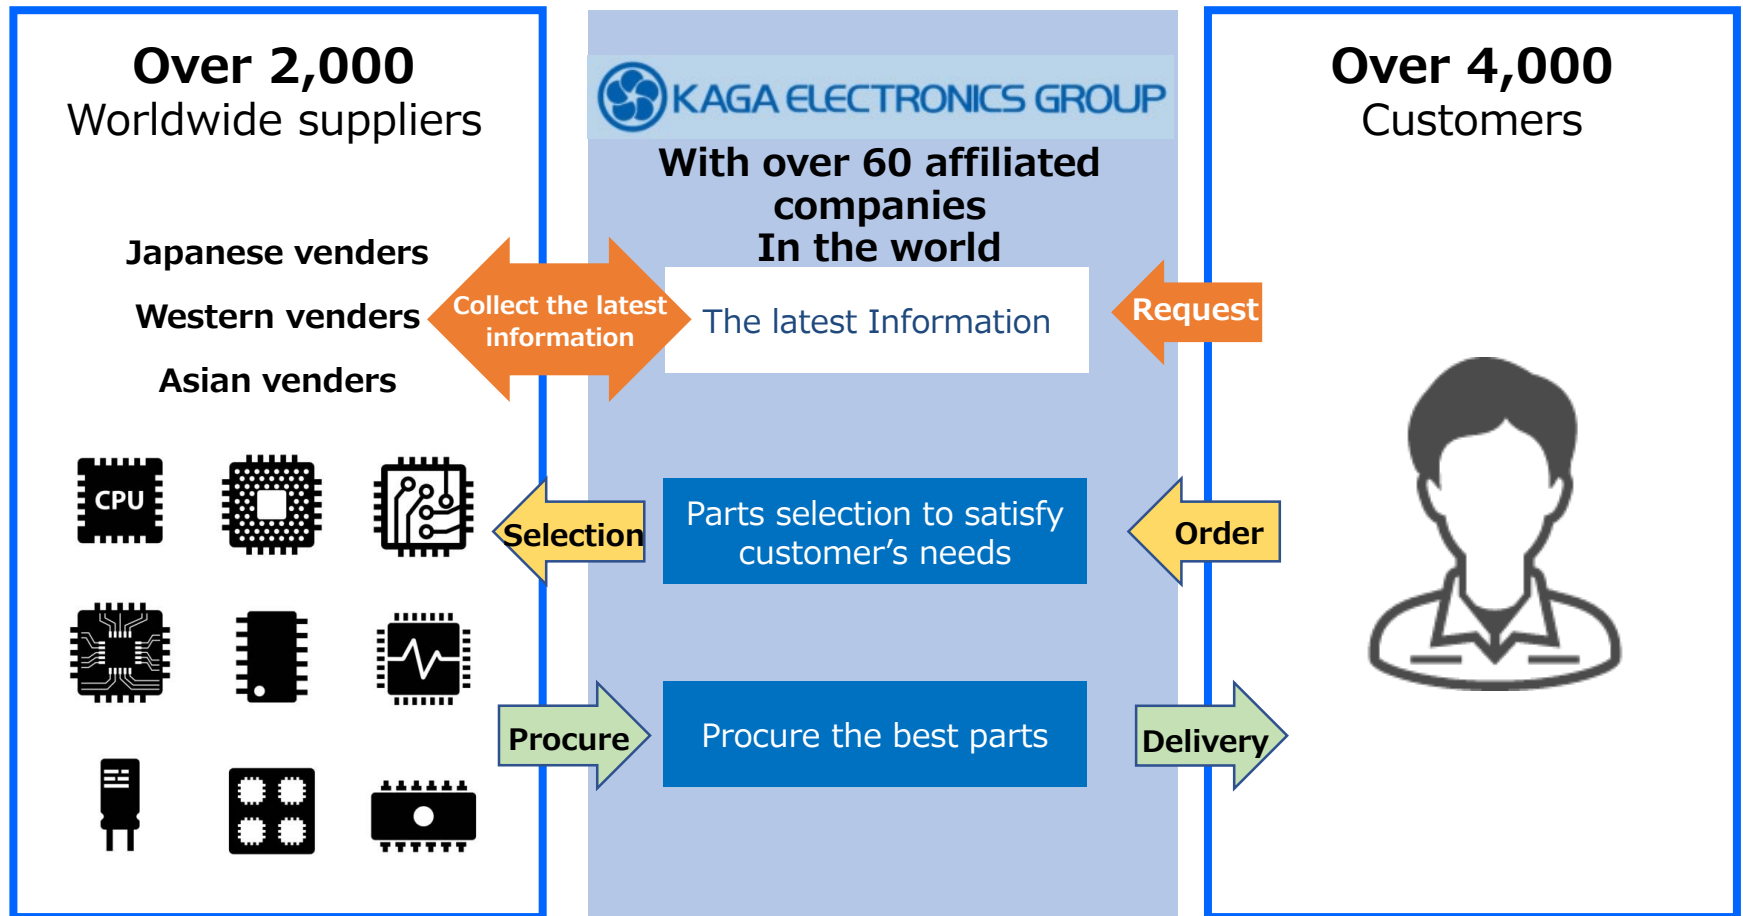 Over 2,000
Worldwide suppliers
Japanese venders
Western venders
Asian venders
CPU
Collect the latest
information
Selection
Procure
KAGA ELECTRONICS GROUP
With over 60 affiliated
companies
In the world
The latest Information
Parts selection to satisfy
customer’s needs
Procure the best parts
Request
Order
Delivery
Over 4,000
Customers